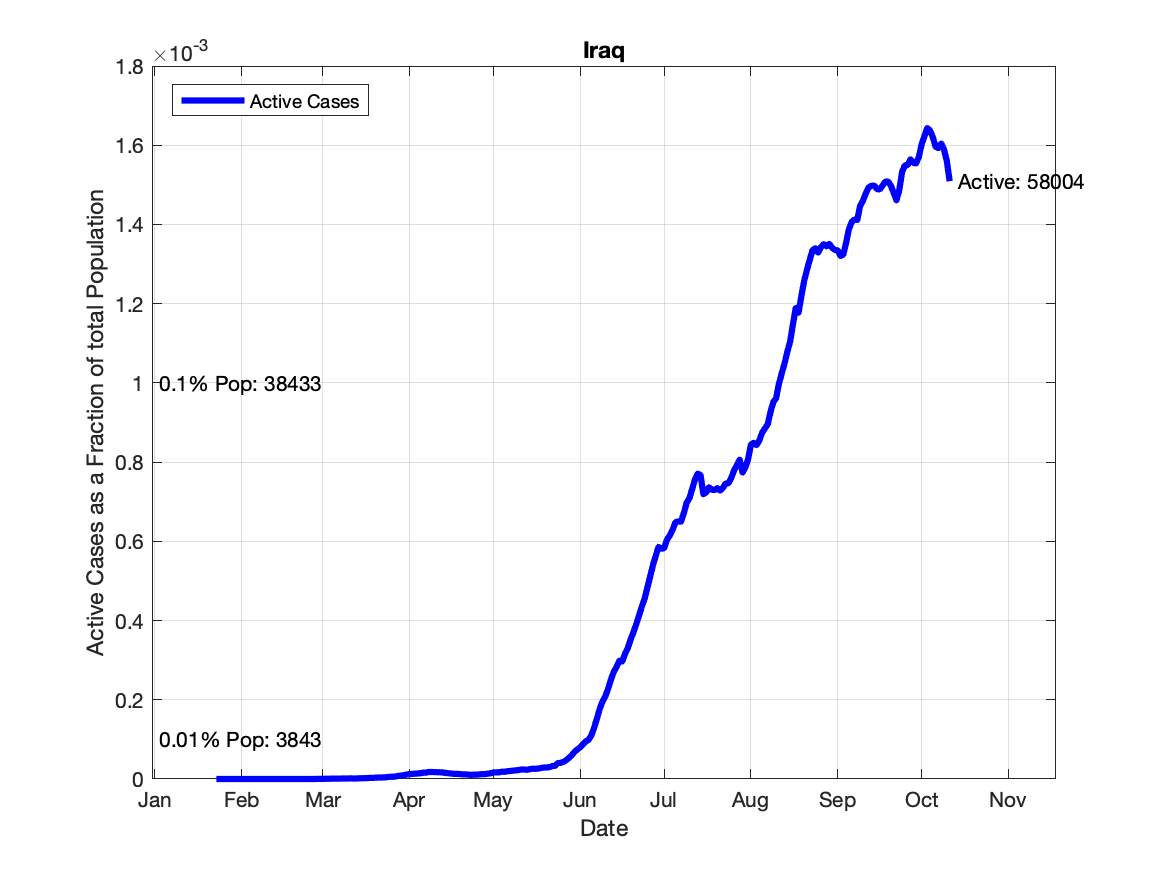 Iraq
×10-3
Active Cases
1.8
1.6
1.4
1.2
1
0.8
0.6
0.4
0.2
0
Active Cases as a Fraction of total Population
Active: 58004
0.1% Pop: 38433
0.01% Pop: 3843
Jan Feb Mar Apr May Jun Jul Aug Sep Oct Nov
Date